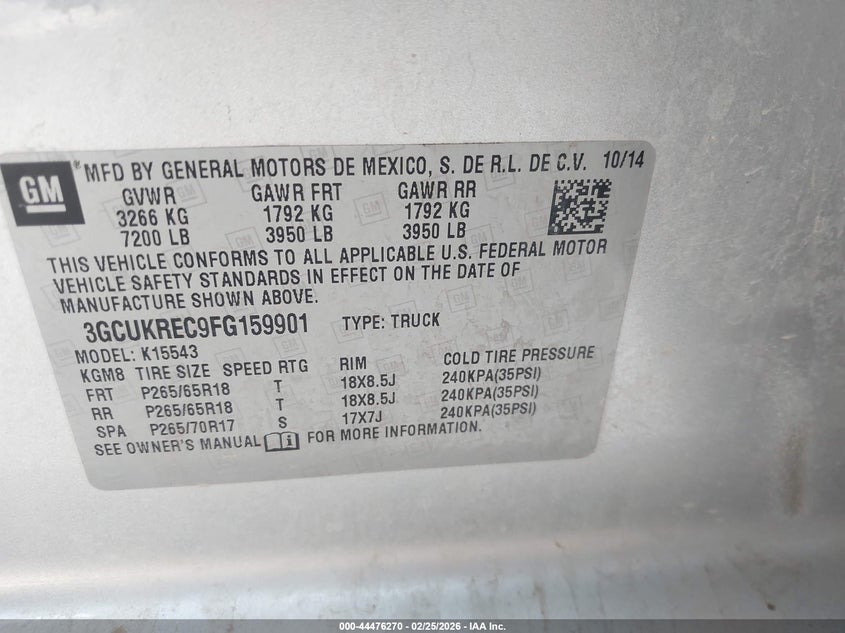 GM
® MFD BY GENERAL MOTORS DE MEXICO, S. DE R.L. DE C.V. 10/14
GVWR GAWR FRT GAWR RR
3266 KG 1792 KG 1792 KG
7200 LB 3950 LB 3950 LB
THIS VEHICLE CONFORMS TO ALL APPLICABLE U.S. FEDERAL MOTOR
VEHICLE SAFETY STANDARDS IN EFFECT ON THE DATE OF
MANUFACTURE SHOWN ABOVE.
3GCUKREC9FG159901 TYPE: TRUCK
MODEL: K15543
KGM8 TIRE SIZE SPEED RTG RIM COLD TIRE PRESSURE
FRT P265/65R18 T 18X8.5J 240KPA(35PSI)
RR P265/65R18 T 18X8.5J 240KPA(35PSI)
SPA P265/70R17 S 17X7J 240KPA(35PSI)
SEE OWNER'S MANUAL FOR MORE INFORMATION.
000-44476270 - 02/25/2026 - IAA Inc.